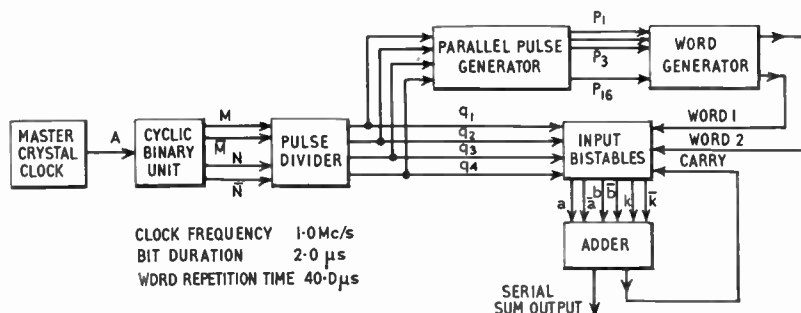 P1
P3
P16
PARALLEL PULSE
GENERATOR
WORD
GENERATOR
MASTER
CRYSTAL
CLOCK
A
CYCLIC
BINARY
UNIT
M
M̅
N
N̅
PULSE
DIVIDER
q1
q2
q3
q4
INPUT
BISTABLES
WORD 1
WORD 2
CARRY
a a̅ b b̅ k k̅
ADDER
SERIAL
SUM OUTPUT
CLOCK FREQUENCY 1·0 Mc/s
BIT DURATION 2·0 µs
WORD REPETITION TIME 40·0µs